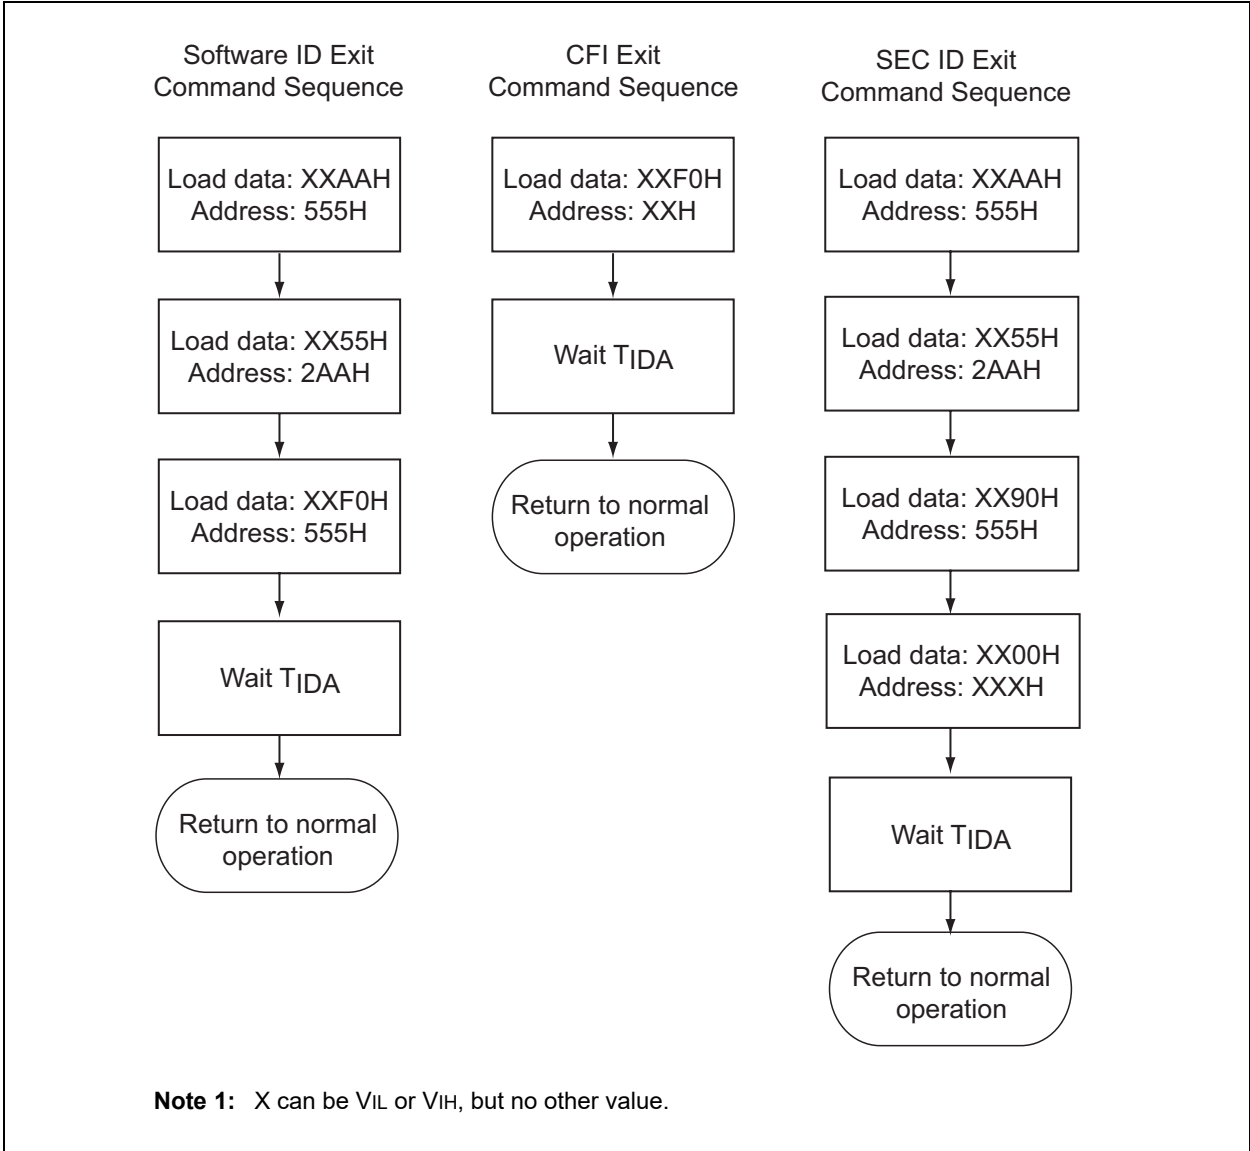 Software ID Exit
Command Sequence
Load data: XXAAH
Address: 555H
Load data: XX55H
Address: 2AAH
Load data: XXF0H
Address: 555H
Wait TIDA
Return to normal
operation
CFI Exit
Command Sequence
Load data: XXF0H
Address: XXH
Wait TIDA
Return to normal
operation
SEC ID Exit
Command Sequence
Load data: XXAAH
Address: 555H
Load data: XX55H
Address: 2AAH
Load data: XX90H
Address: 555H
Load data: XX00H
Address: XXXH
Wait TIDA
Return to normal
operation
Note 1: X can be VIL or VIH, but no other value.